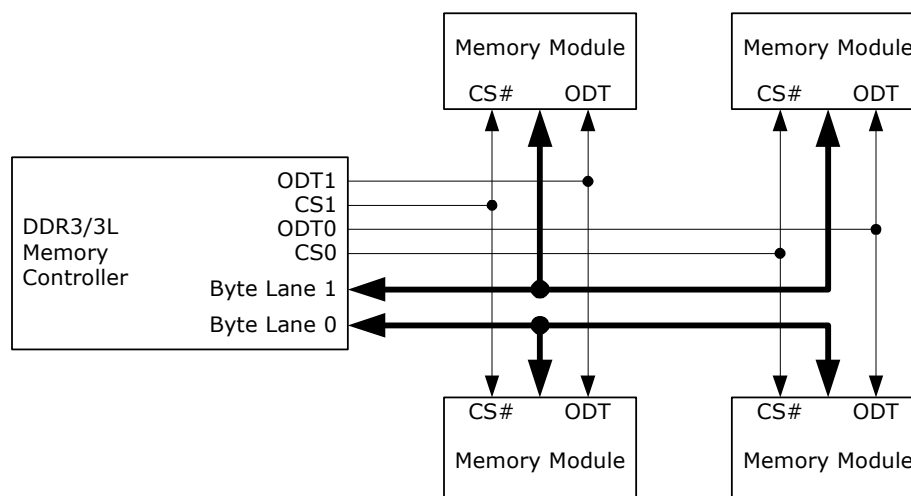 Memory Module
CS# ODT
Memory Module
CS# ODT
DDR3/3L
Memory
Controller
ODT1
CS1
ODT0
CS0
Byte Lane 1
Byte Lane 0
CS# ODT
Memory Module
CS# ODT
Memory Module